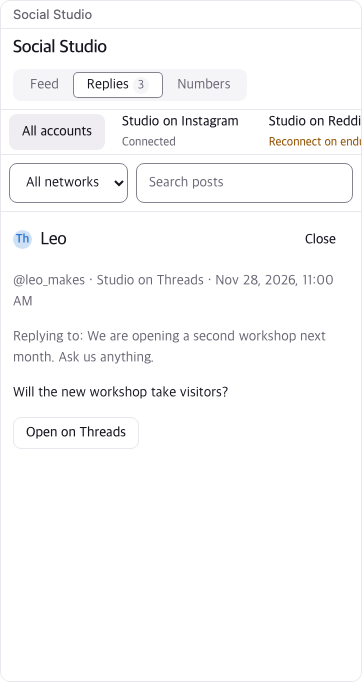 Social Studio
Social Studio
Feed
Replies 3
Numbers
All accounts
Studio on Instagram
Connected
Studio on Reddi
Reconnect on
All networks
Search posts
Th Leo
Close
@leo_makes · Studio on Threads · Nov 28, 2026, 11:00
AM
Replying to: We are opening a second workshop next
month. Ask us anything.
Will the new workshop take visitors?
Open on Threads